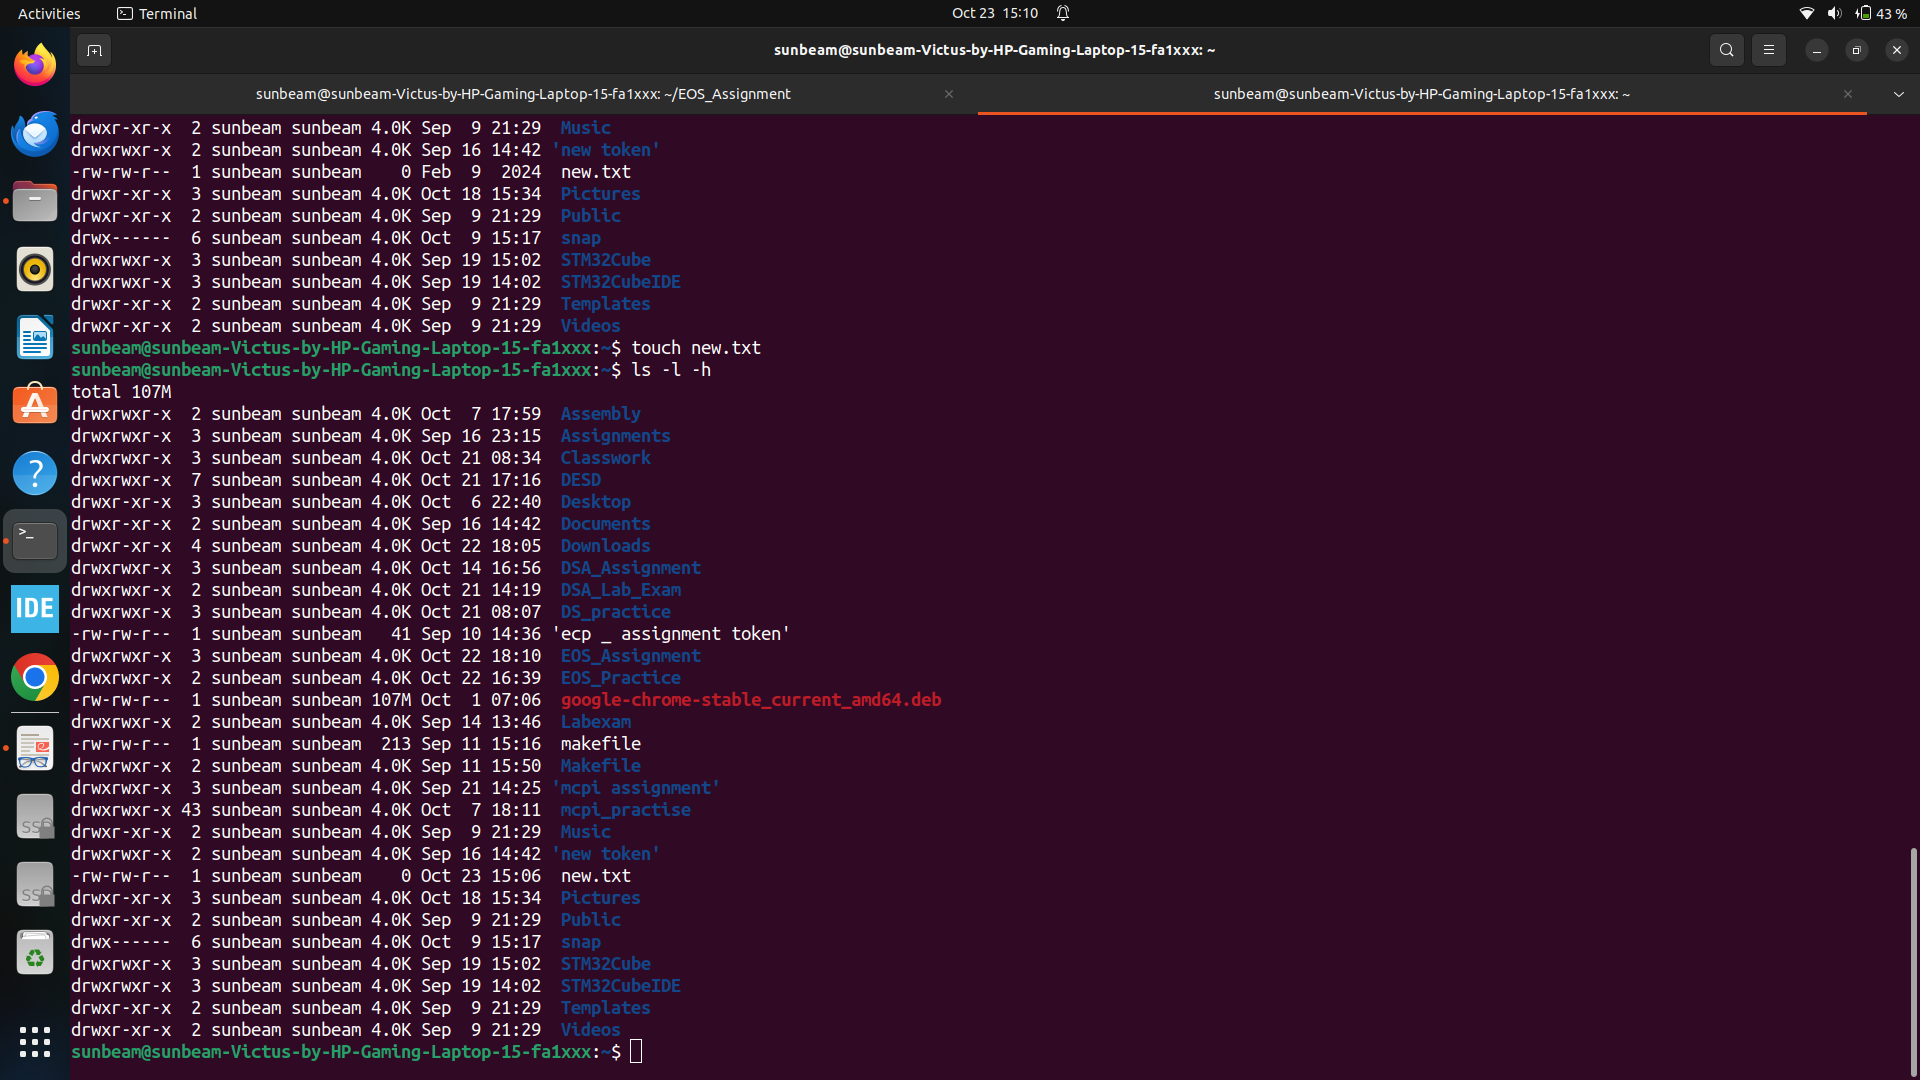 Activities
Terminal
Oct 23 15:10
43 %
sunbeam@sunbeam-Victus-by-HP-Gaming-Laptop-15-fa1xxx: ~
sunbeam@sunbeam-Victus-by-HP-Gaming-Laptop-15-fa1xxx: ~/EOS_Assignment
sunbeam@sunbeam-Victus-by-HP-Gaming-Laptop-15-fa1xxx: ~
drwxr-xr-x  2 sunbeam sunbeam 4.0K Sep  9 21:29  Music
drwxrwxr-x  2 sunbeam sunbeam 4.0K Sep 16 14:42 'new token'
-rw-rw-r--  1 sunbeam sunbeam    0 Feb  9  2024  new.txt
drwxr-xr-x  3 sunbeam sunbeam 4.0K Oct 18 15:34  Pictures
drwxr-xr-x  2 sunbeam sunbeam 4.0K Sep  9 21:29  Public
drwx------  6 sunbeam sunbeam 4.0K Oct  9 15:17  snap
drwxrwxr-x  3 sunbeam sunbeam 4.0K Sep 19 15:02  STM32Cube
drwxrwxr-x  3 sunbeam sunbeam 4.0K Sep 19 14:02  STM32CubeIDE
drwxr-xr-x  2 sunbeam sunbeam 4.0K Sep  9 21:29  Templates
drwxr-xr-x  2 sunbeam sunbeam 4.0K Sep  9 21:29  Videos
sunbeam@sunbeam-Victus-by-HP-Gaming-Laptop-15-fa1xxx:~$ touch new.txt
sunbeam@sunbeam-Victus-by-HP-Gaming-Laptop-15-fa1xxx:~$ ls -l -h
total 107M
drwxrwxr-x  2 sunbeam sunbeam 4.0K Oct  7 17:59  Assembly
drwxrwxr-x  3 sunbeam sunbeam 4.0K Sep 16 23:15  Assignments
drwxrwxr-x  3 sunbeam sunbeam 4.0K Oct 21 08:34  Classwork
drwxrwxr-x  7 sunbeam sunbeam 4.0K Oct 21 17:16  DESD
drwxr-xr-x  3 sunbeam sunbeam 4.0K Oct  6 22:40  Desktop
drwxr-xr-x  2 sunbeam sunbeam 4.0K Sep 16 14:42  Documents
drwxr-xr-x  4 sunbeam sunbeam 4.0K Oct 22 18:05  Downloads
drwxrwxr-x  3 sunbeam sunbeam 4.0K Oct 14 16:56  DSA_Assignment
drwxrwxr-x  2 sunbeam sunbeam 4.0K Oct 21 14:19  DSA_Lab_Exam
drwxrwxr-x  3 sunbeam sunbeam 4.0K Oct 21 08:07  DS_practice
-rw-rw-r--  1 sunbeam sunbeam   41 Sep 10 14:36 'ecp _ assignment token'
drwxrwxr-x  3 sunbeam sunbeam 4.0K Oct 22 18:10  EOS_Assignment
drwxrwxr-x  2 sunbeam sunbeam 4.0K Oct 22 16:39  EOS_Practice
-rw-rw-r--  1 sunbeam sunbeam 107M Oct  1 07:06  google-chrome-stable_current_amd64.deb
drwxrwxr-x  2 sunbeam sunbeam 4.0K Sep 14 13:46  Labexam
-rw-rw-r--  1 sunbeam sunbeam  213 Sep 11 15:16  makefile
drwxrwxr-x  2 sunbeam sunbeam 4.0K Sep 11 15:50  Makefile
drwxrwxr-x  3 sunbeam sunbeam 4.0K Sep 21 14:25 'mcpi assignment'
drwxrwxr-x 43 sunbeam sunbeam 4.0K Oct  7 18:11  mcpi_practise
drwxr-xr-x  2 sunbeam sunbeam 4.0K Sep  9 21:29  Music
drwxrwxr-x  2 sunbeam sunbeam 4.0K Sep 16 14:42 'new token'
-rw-rw-r--  1 sunbeam sunbeam    0 Oct 23 15:06  new.txt
drwxr-xr-x  3 sunbeam sunbeam 4.0K Oct 18 15:34  Pictures
drwxr-xr-x  2 sunbeam sunbeam 4.0K Sep  9 21:29  Public
drwx------  6 sunbeam sunbeam 4.0K Oct  9 15:17  snap
drwxrwxr-x  3 sunbeam sunbeam 4.0K Sep 19 15:02  STM32Cube
drwxrwxr-x  3 sunbeam sunbeam 4.0K Sep 19 14:02  STM32CubeIDE
drwxr-xr-x  2 sunbeam sunbeam 4.0K Sep  9 21:29  Templates
drwxr-xr-x  2 sunbeam sunbeam 4.0K Sep  9 21:29  Videos
sunbeam@sunbeam-Victus-by-HP-Gaming-Laptop-15-fa1xxx:~$
>_
IDE